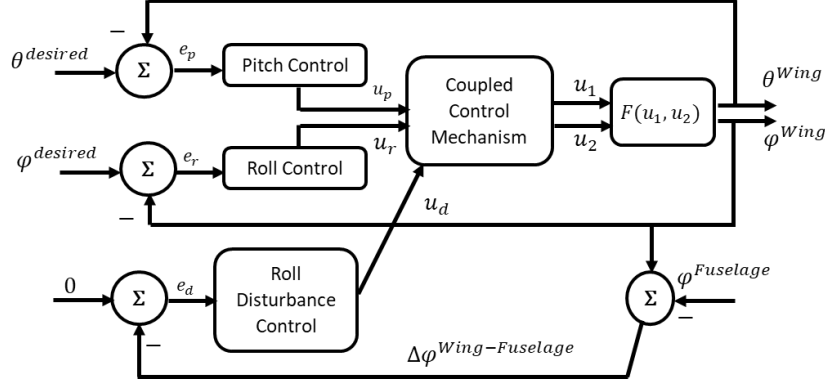 −
θ^desired
Σ
e_p
Pitch Control
u_p
Coupled
Control
Mechanism
u_1
F(u_1, u_2)
θ^Wing
φ^desired
Σ
e_r
Roll Control
u_r
u_2
φ^Wing
−
u_d
0
Σ
e_d
Roll
Disturbance
Control
Σ
φ^Fuselage
−
−
Δφ^Wing−Fuselage